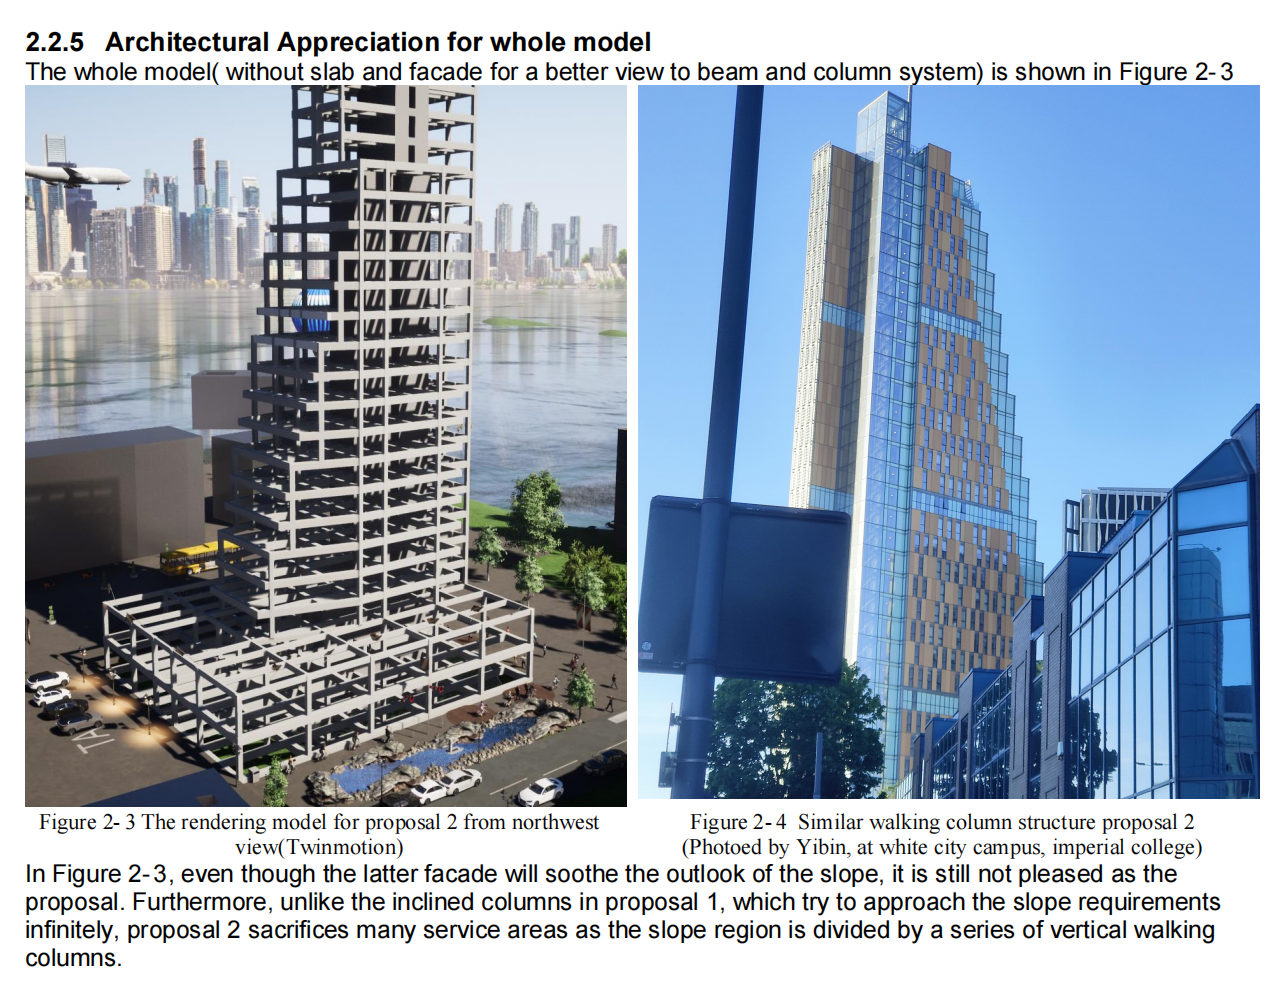 2.2.5 Architectural Appreciation for whole model
The whole model( without slab and facade for a better view to beam and column system) is shown in Figure 2-3
Figure 2- 3 The rendering model for proposal 2 from northwest
view(Twinmotion)
Figure 2- 4 Similar walking column structure proposal 2
(Photoed by Yibin, at white city campus, imperial college)
In Figure 2-3, even though the latter facade will soothe the outlook of the slope, it is still not pleased as the
proposal. Furthermore, unlike the inclined columns in proposal 1, which try to approach the slope requirements
infinitely, proposal 2 sacrifices many service areas as the slope region is divided by a series of vertical walking
columns.